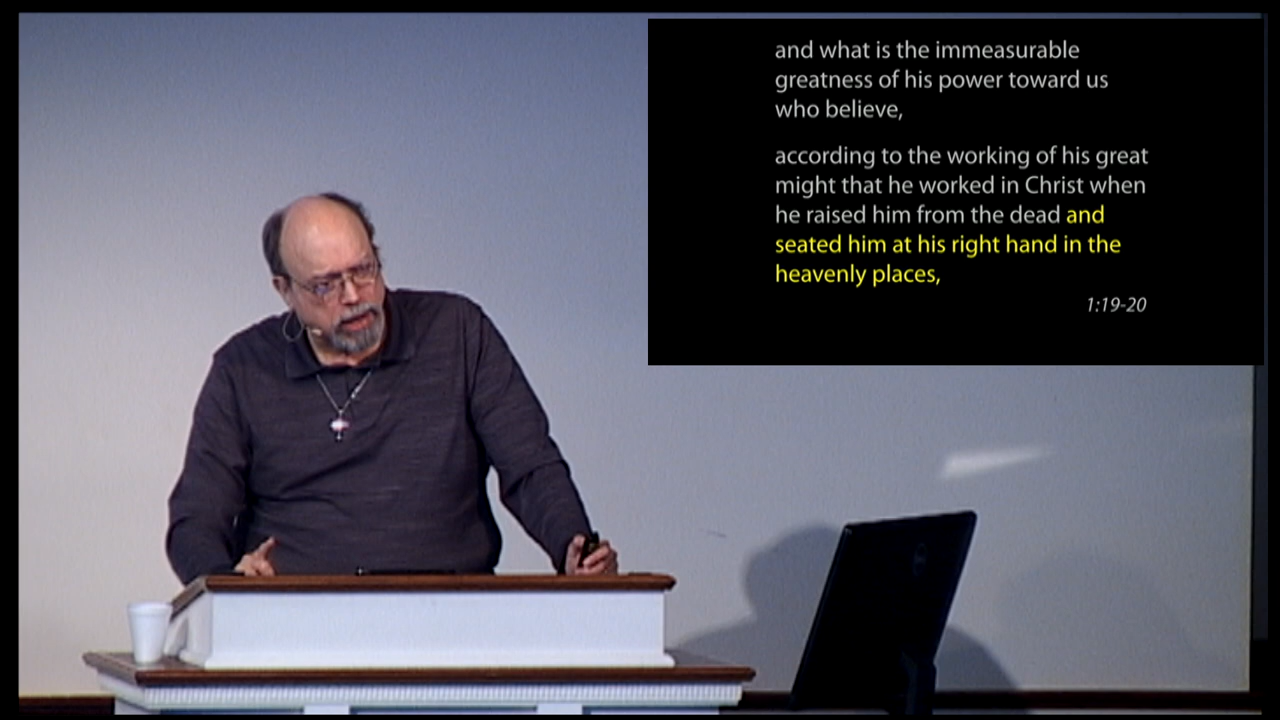 and what is the immeasurable
greatness of his power toward us
who believe,
according to the working of his great
might that he worked in Christ when
he raised him from the dead and
seated him at his right hand in the
heavenly places,
1:19-20